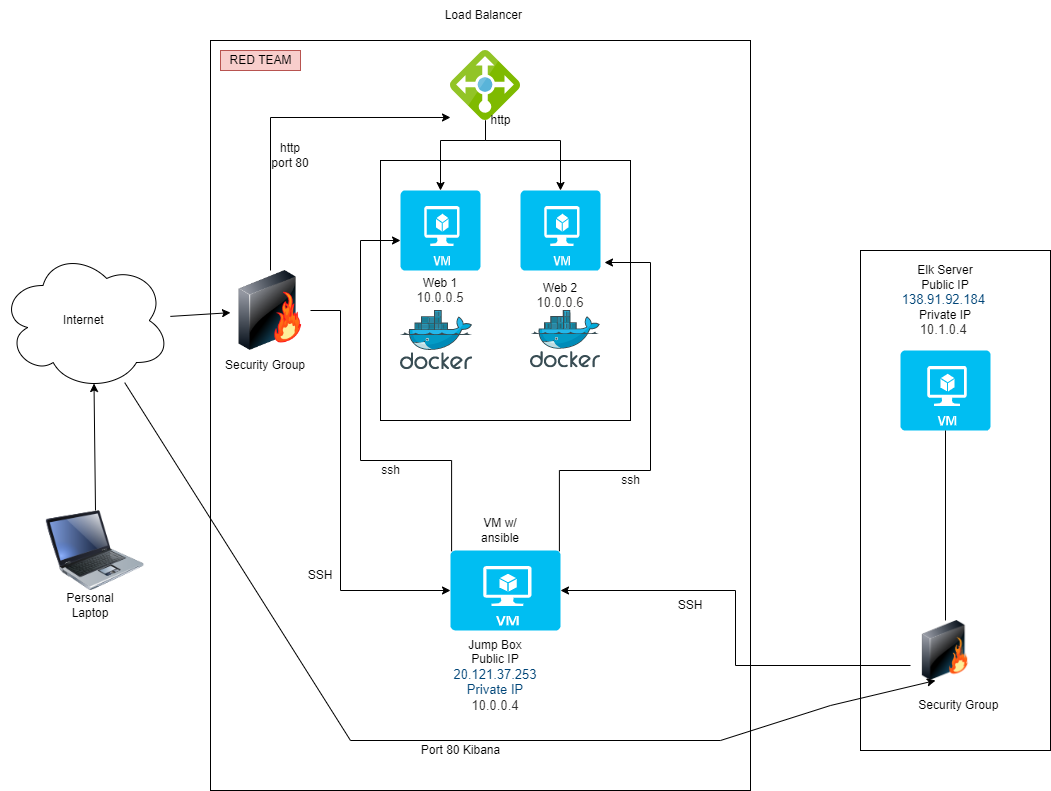 Load Balancer
RED TEAM
http
http
port 80
VM
VM
Web 1
10.0.0.5
Web 2
10.0.0.6
docker
docker
Internet
Security Group
Elk Server
Public IP
138.91.92.184
Private IP
10.1.0.4
VM
ssh
ssh
VM w/
ansible
SSH
VM
SSH
Personal
Laptop
Jump Box
Public IP
20.121.37.253
Private IP
10.0.0.4
Security Group
Port 80 Kibana